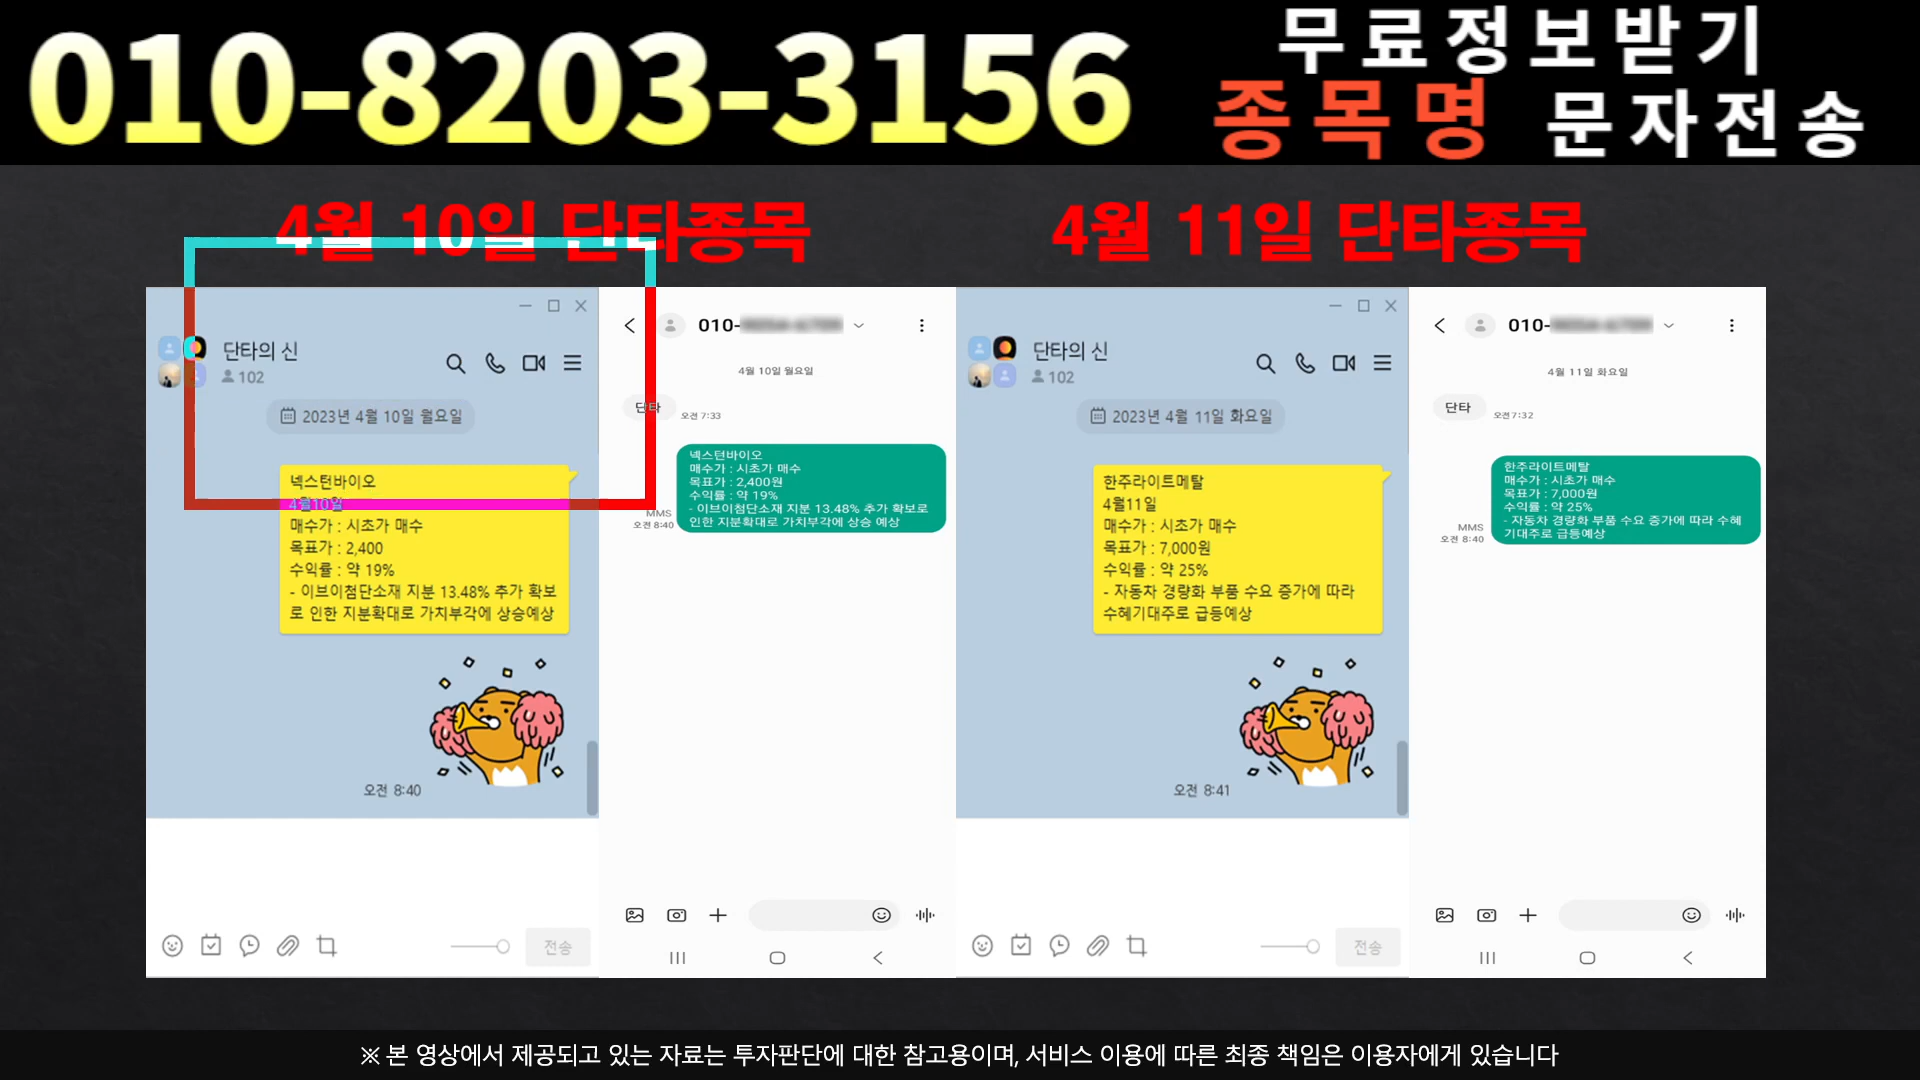 010-8203-3156
무료정보받기
종목명 문자전송
4월 10일 단타종목
4월 11일 단타종목
단타의 신
102
2023년 4월 10일 월요일
넥스턴바이오
4월10일
매수가 : 시초가 매수
목표가 : 2,400
수익률 : 약 19%
- 이브이첨단소재 지분 13.48% 추가 확보
로 인한 지분확대로 가치부각에 상승예상
오전 8:40
전송
010-
4월 10일 월요일
단타
오전 7:33
넥스턴바이오
매수가 : 시초가 매수
목표가 : 2,400원
수익률 : 약 19%
- 이브이첨단소재 지분 13.48% 추가 확보로
인한 지분확대로 가치부각에 상승 예상
MMS
오전 8:40
단타의 신
102
2023년 4월 11일 화요일
한주라이트메탈
4월11일
매수가 : 시초가 매수
목표가 : 7,000원
수익률 : 약 25%
- 자동차 경량화 부품 수요 증가에 따라
수혜기대주로 급등예상
오전 8:41
전송
010-
4월 11일 화요일
단타
오전 7:32
한주라이트메탈
매수가 : 시초가 매수
목표가 : 7,000원
수익률 : 약 25%
- 자동차 경량화 부품 수요 증가에 따라 수혜
기대주로 급등예상
MMS
오전 8:40
※ 본 영상에서 제공되고 있는 자료는 투자판단에 대한 참고용이며, 서비스 이용에 따른 최종 책임은 이용자에게 있습니다